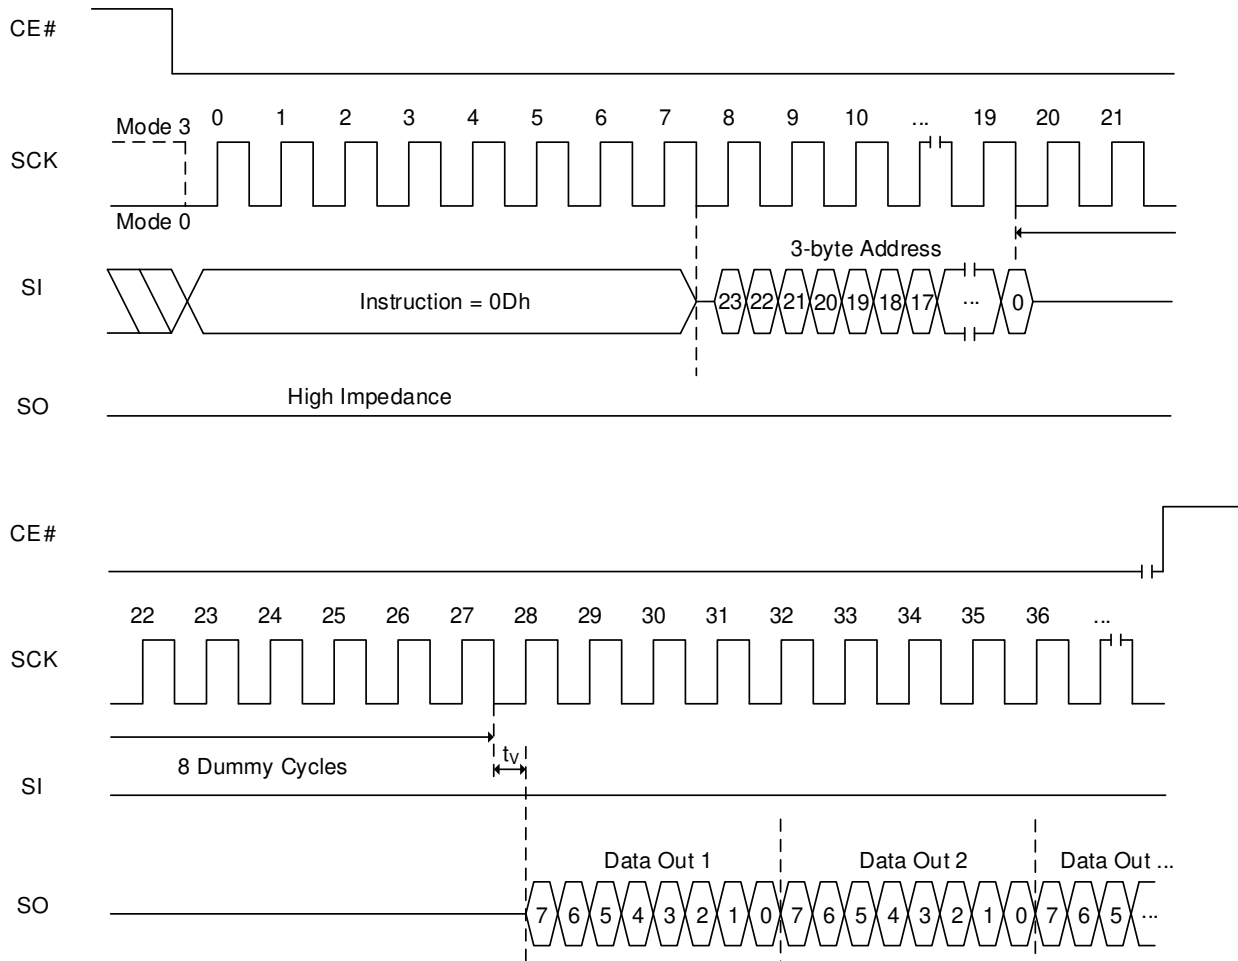 CE#
0 1 2 3 4 5 6 7 8 9 10 ... 19 20 21
Mode 3
SCK
Mode 0
3-byte Address
SI
Instruction = 0Dh
23 22 21 20 19 18 17 ... 0
High Impedance
SO
CE#
22 23 24 25 26 27 28 29 30 31 32 33 34 35 36 ...
SCK
8 Dummy Cycles
tV
SI
Data Out 1 Data Out 2 Data Out ...
SO
7 6 5 4 3 2 1 0 7 6 5 4 3 2 1 0 7 6 5 ...